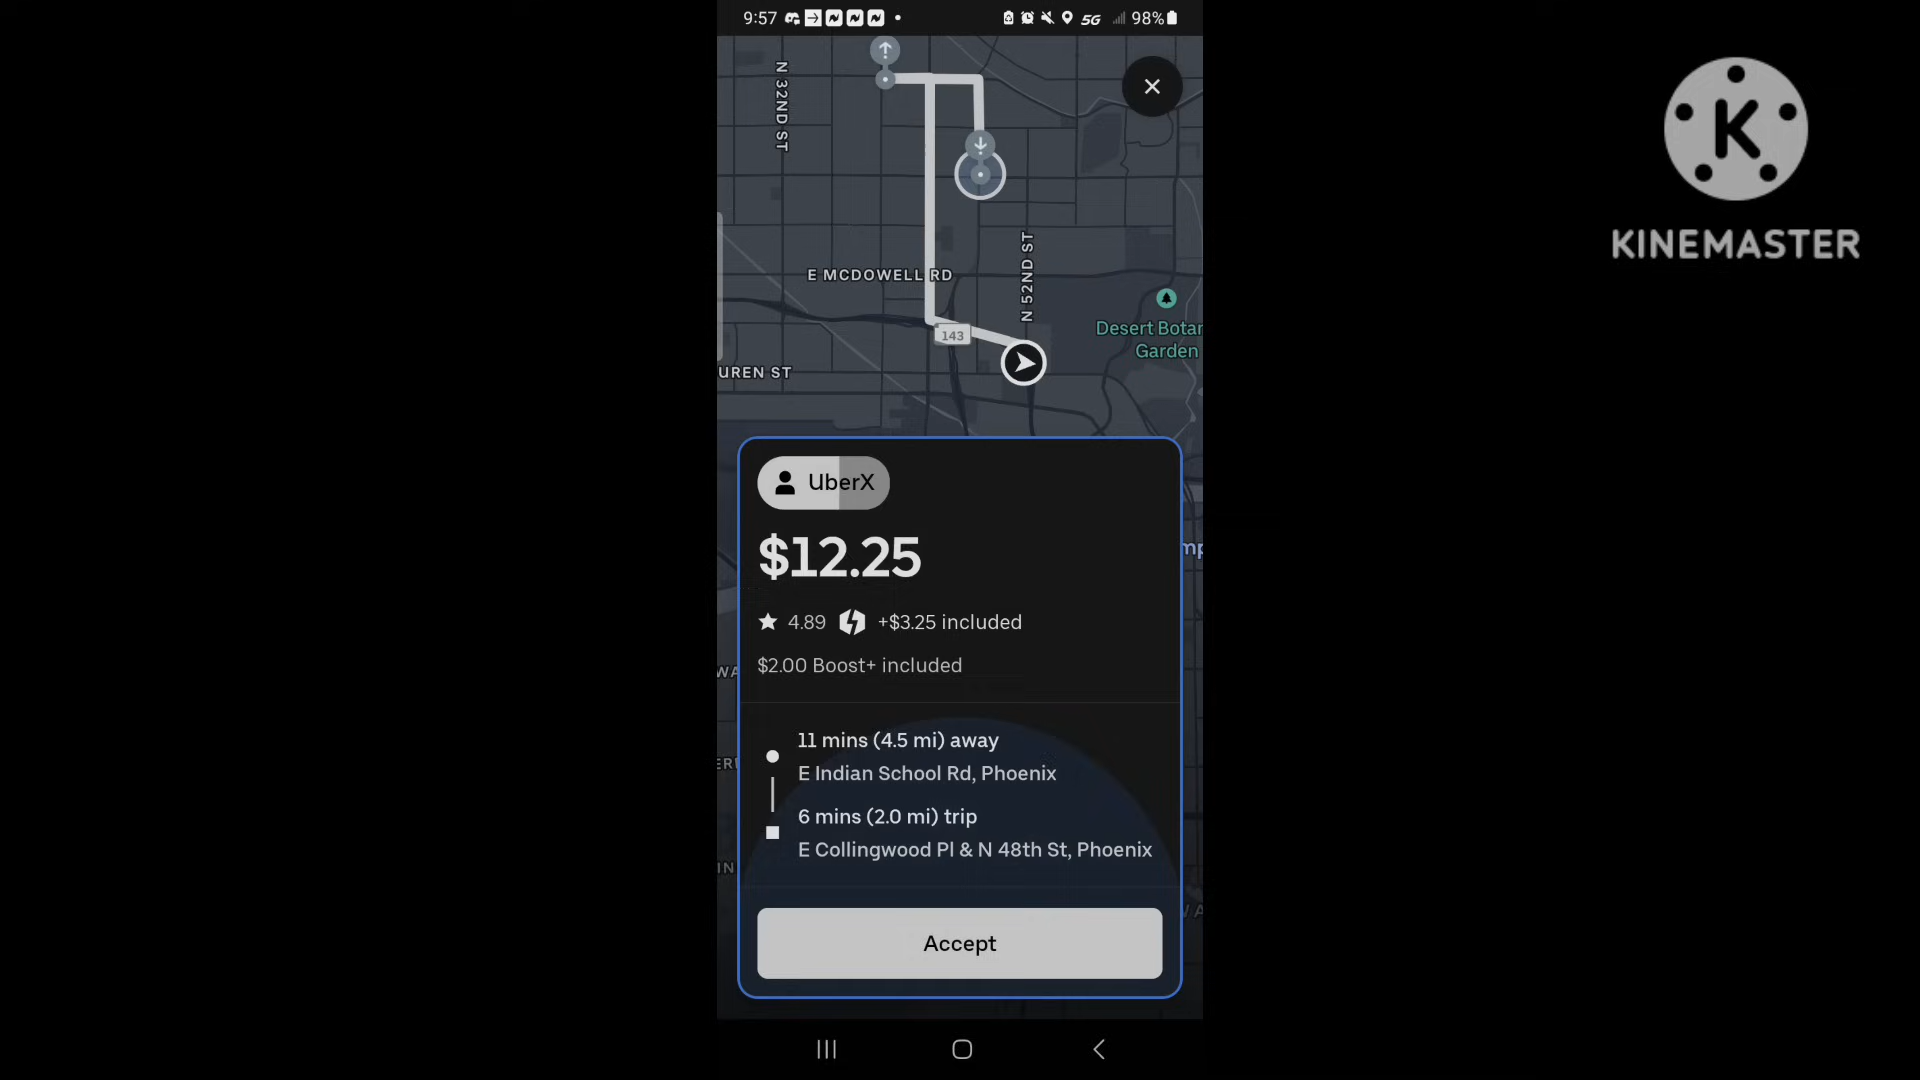 9:57
5G 98%
N 32ND ST
E MCDOWELL RD
N 52ND ST
143
Desert Botan
Garden
UREN ST
UberX
$12.25
4.89 +$3.25 included
$2.00 Boost+ included
11 mins (4.5 mi) away
E Indian School Rd, Phoenix
6 mins (2.0 mi) trip
E Collingwood Pl & N 48th St, Phoenix
Accept
K
KINEMASTER